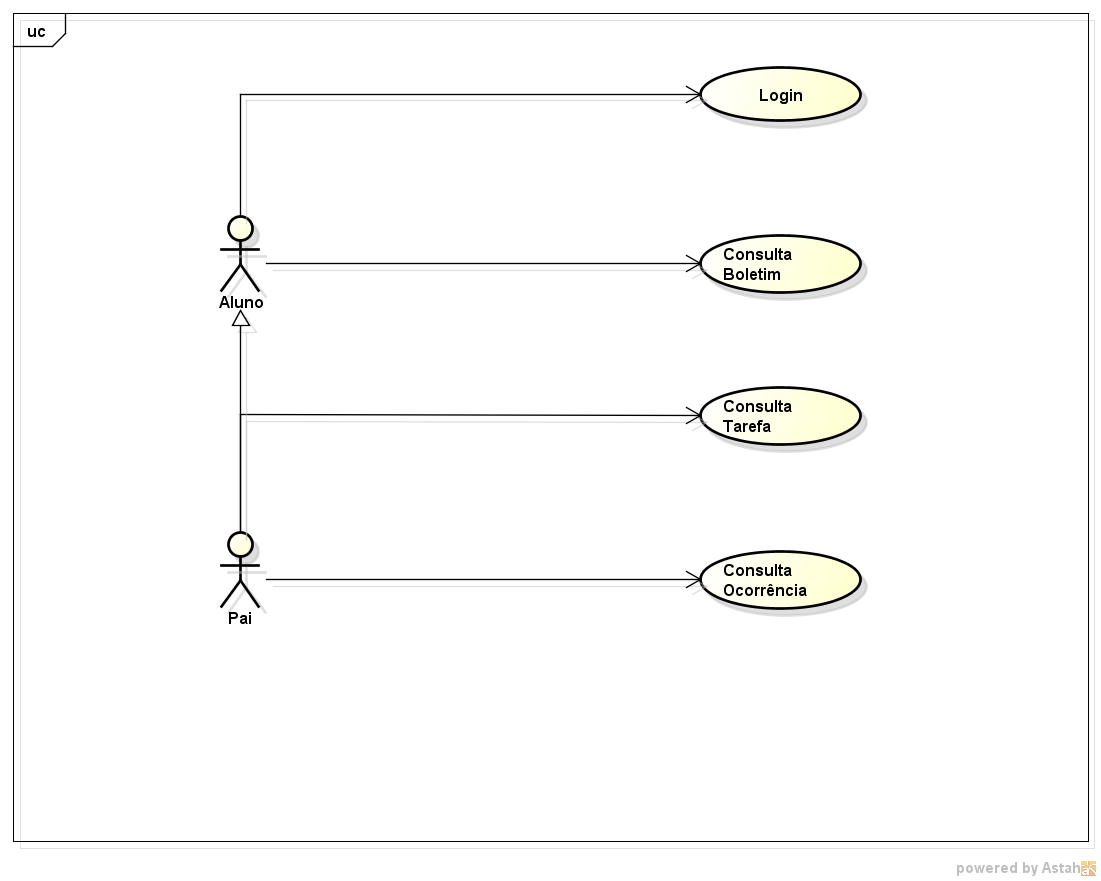 uc
Login
Consulta
Boletim
Aluno
Consulta
Tarefa
Consulta
Ocorrência
Pai
powered by Astah